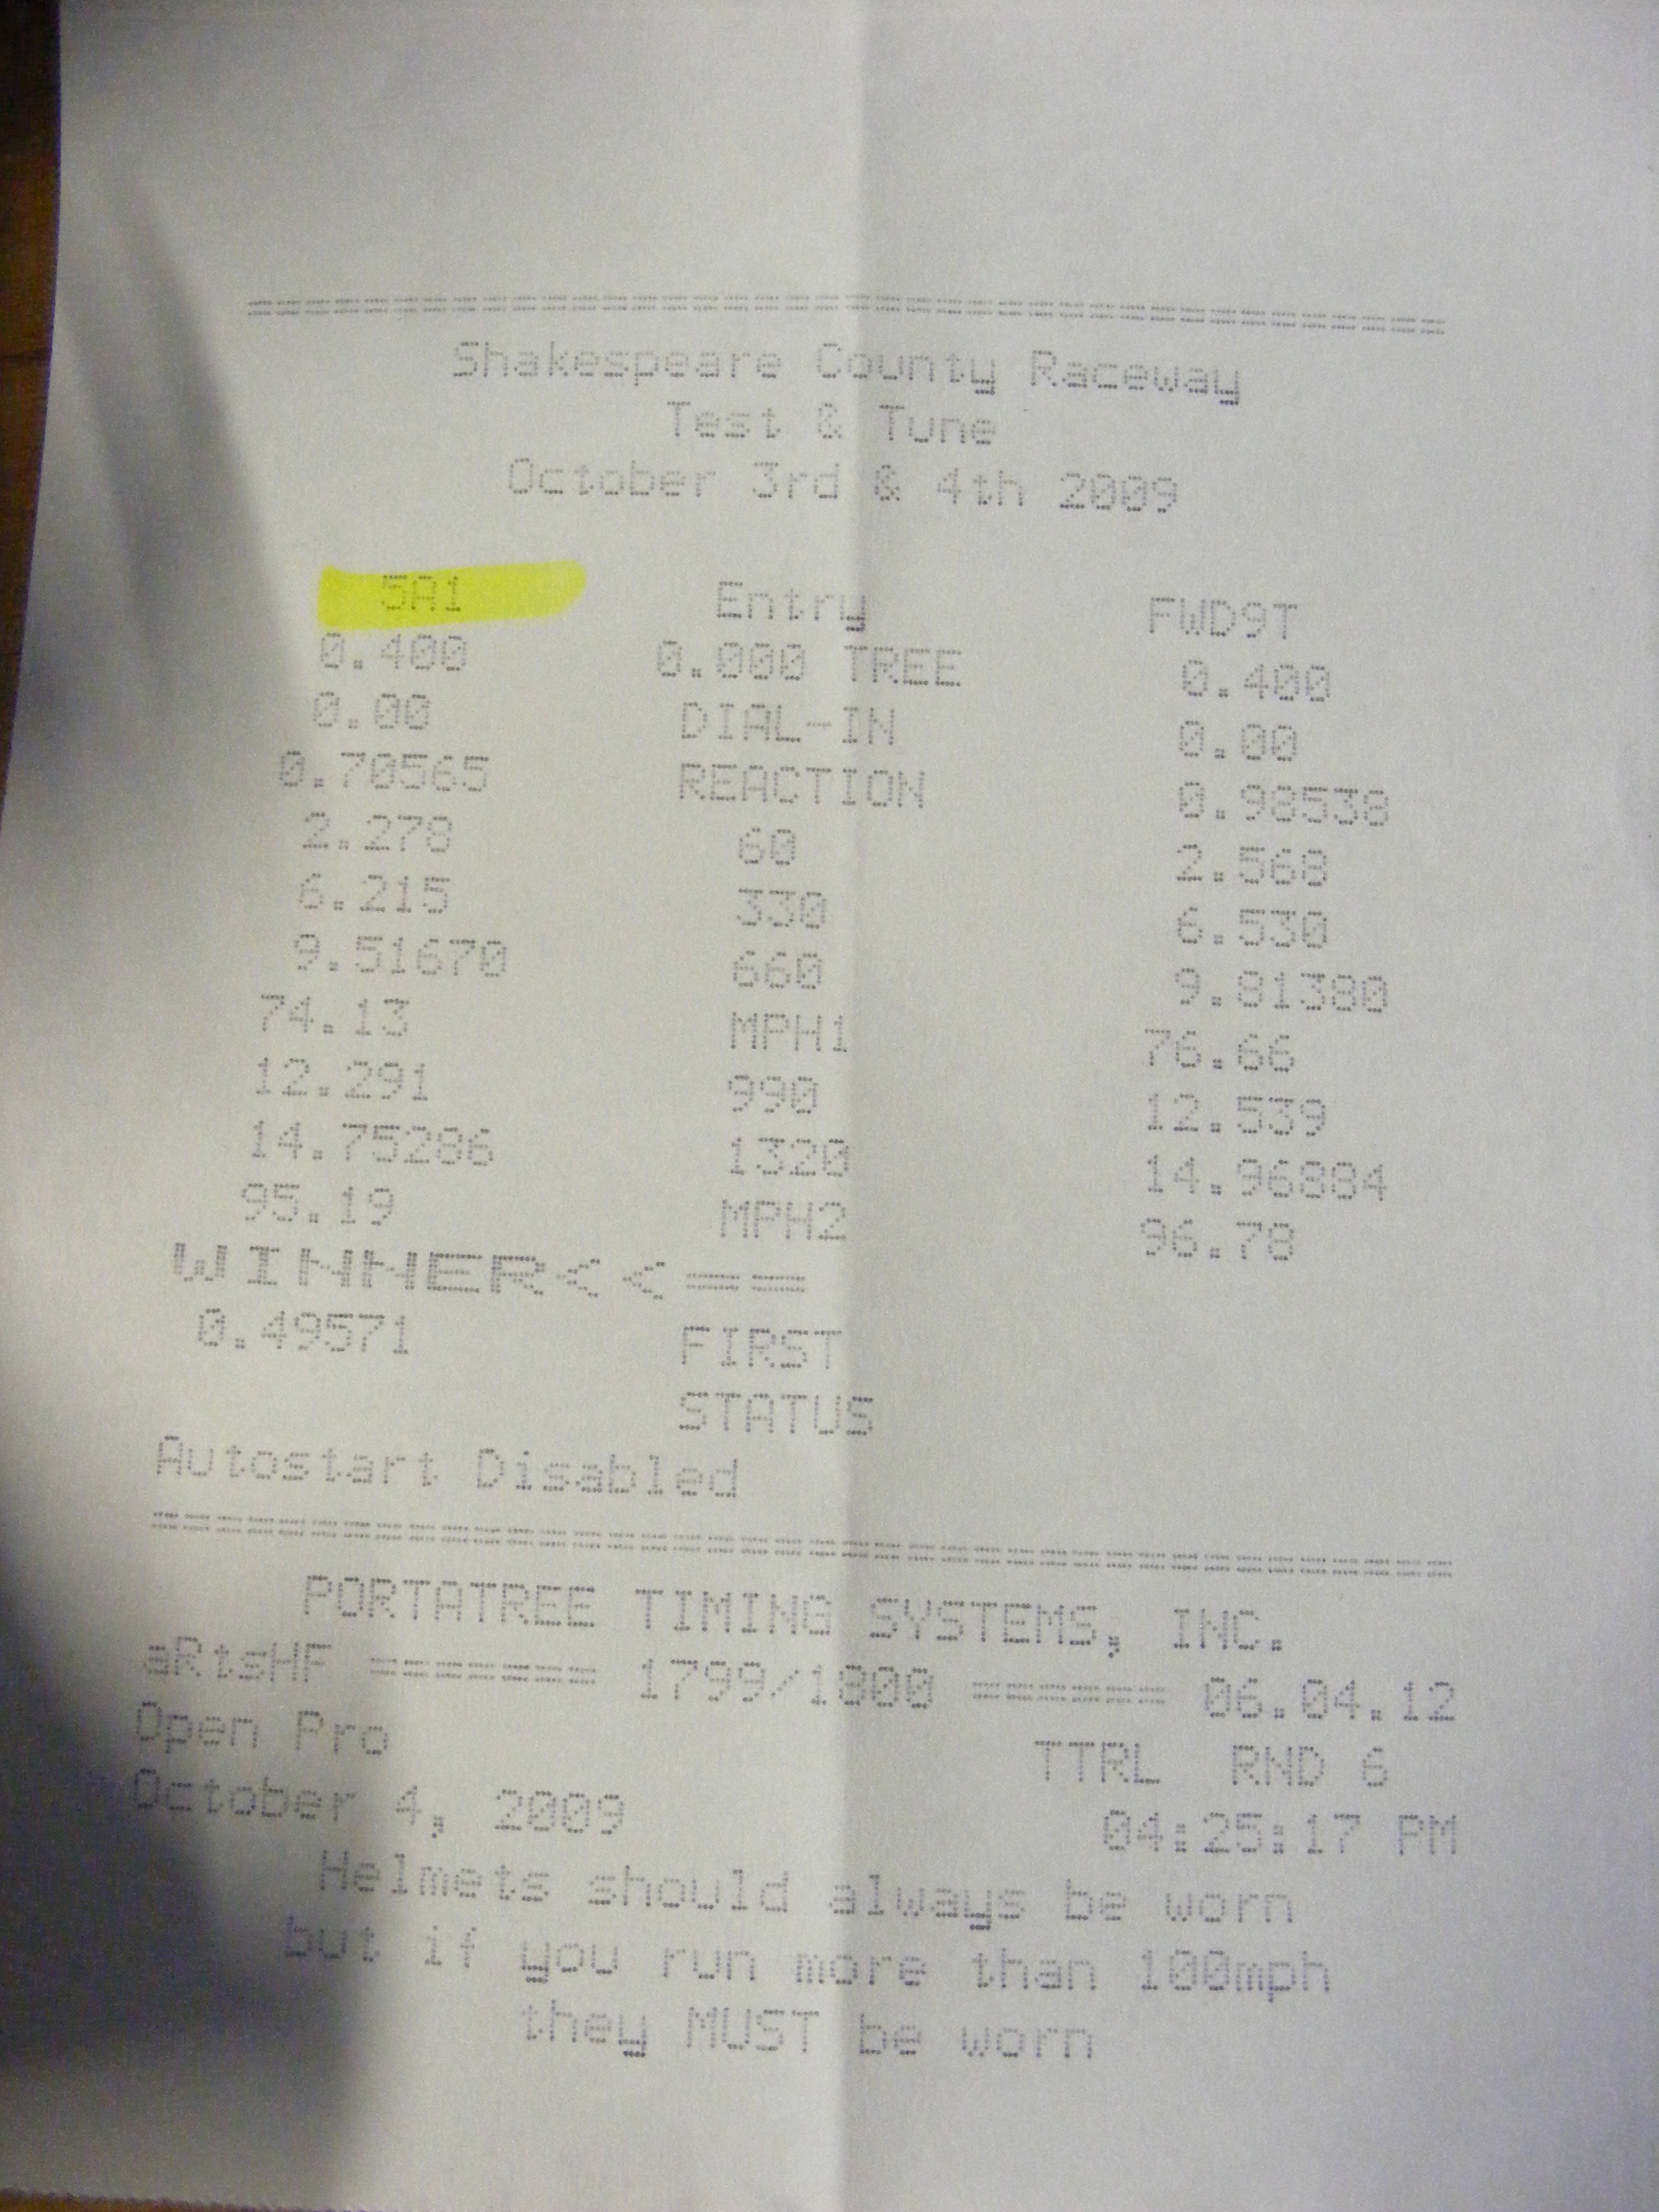 Shakespeare County Raceway
Test & Tune
October 3rd & 4th 2009
5A1 Entry FWD9T
0.400 0.000 TREE 0.400
0.00 DIAL-IN 0.00
0.70565 REACTION 0.98538
2.278 60 2.568
6.215 330 6.530
9.51670 660 9.81380
74.13 MPH1 76.66
12.291 990 12.539
14.75286 1320 14.96884
95.19 MPH2 96.78
WINNER<<==
0.49571 FIRST
STATUS
Autostart Disabled
PORTATREE TIMING SYSTEMS, INC.
aRtsHF ======= 1799/1800 ====== 06.04.12
Open Pro TTRL RND 6
October 4, 2009 04:25:17 PM
Helmets should always be worn
but if you run more than 100mph
they MUST be worn